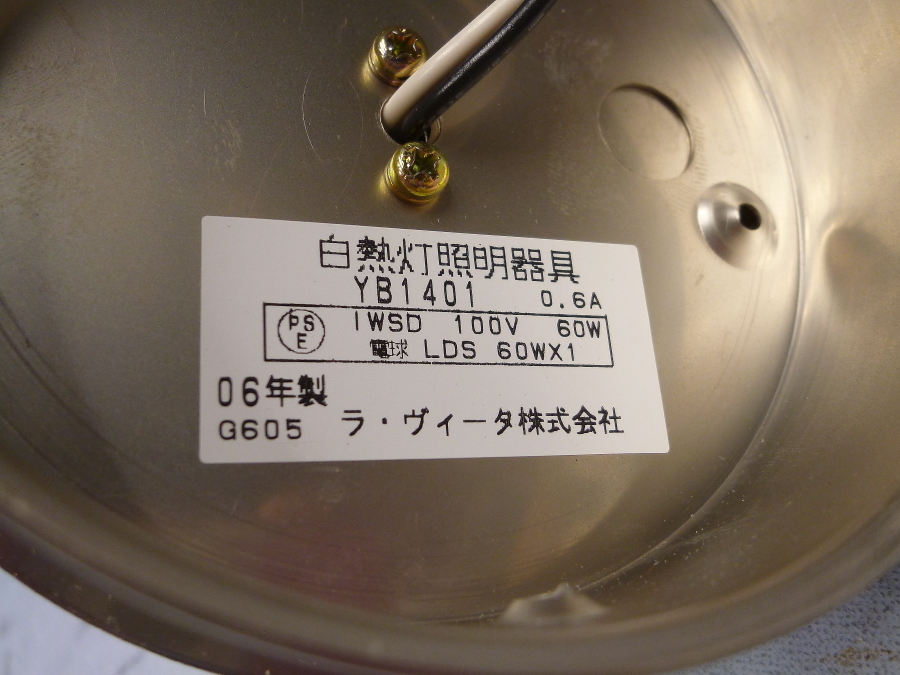 白熱灯照明器具
YB1401 0.6A
PS E IWSD 100V 60W
電球 LDS 60WX1
06年製
G605 ラ・ヴィータ株式会社